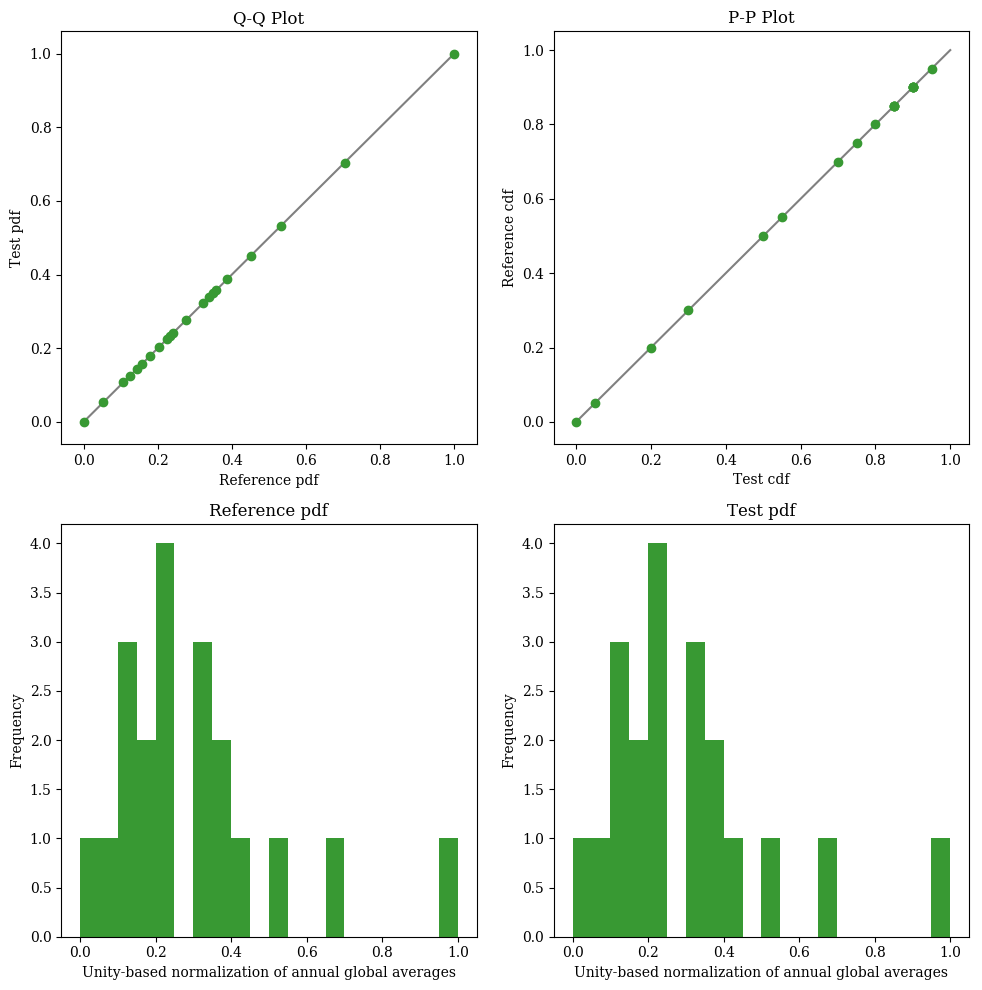 Q-Q Plot
1.0
0.8
0.6
0.4
0.2
0.0
Test pdf
0.0 0.2 0.4 0.6 0.8 1.0
Reference pdf
P-P Plot
1.0
0.8
0.6
0.4
0.2
0.0
Reference cdf
0.0 0.2 0.4 0.6 0.8 1.0
Test cdf
Reference pdf
4.0
3.5
3.0
2.5
2.0
1.5
1.0
0.5
0.0
Frequency
0.0 0.2 0.4 0.6 0.8 1.0
Unity-based normalization of annual global averages
Test pdf
4.0
3.5
3.0
2.5
2.0
1.5
1.0
0.5
0.0
Frequency
0.0 0.2 0.4 0.6 0.8 1.0
Unity-based normalization of annual global averages